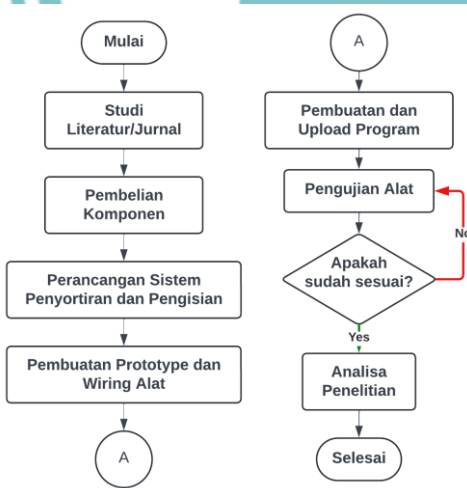 Mulai
Studi
Literatur/Jurnal
Pembelian
Komponen
Perancangan Sistem
Penyortiran dan Pengisian
Pembuatan Prototype dan
Wiring Alat
A
A
Pembuatan dan
Upload Program
Pengujian Alat
Apakah
sudah sesuai?
No
Yes
Analisa
Penelitian
Selesai